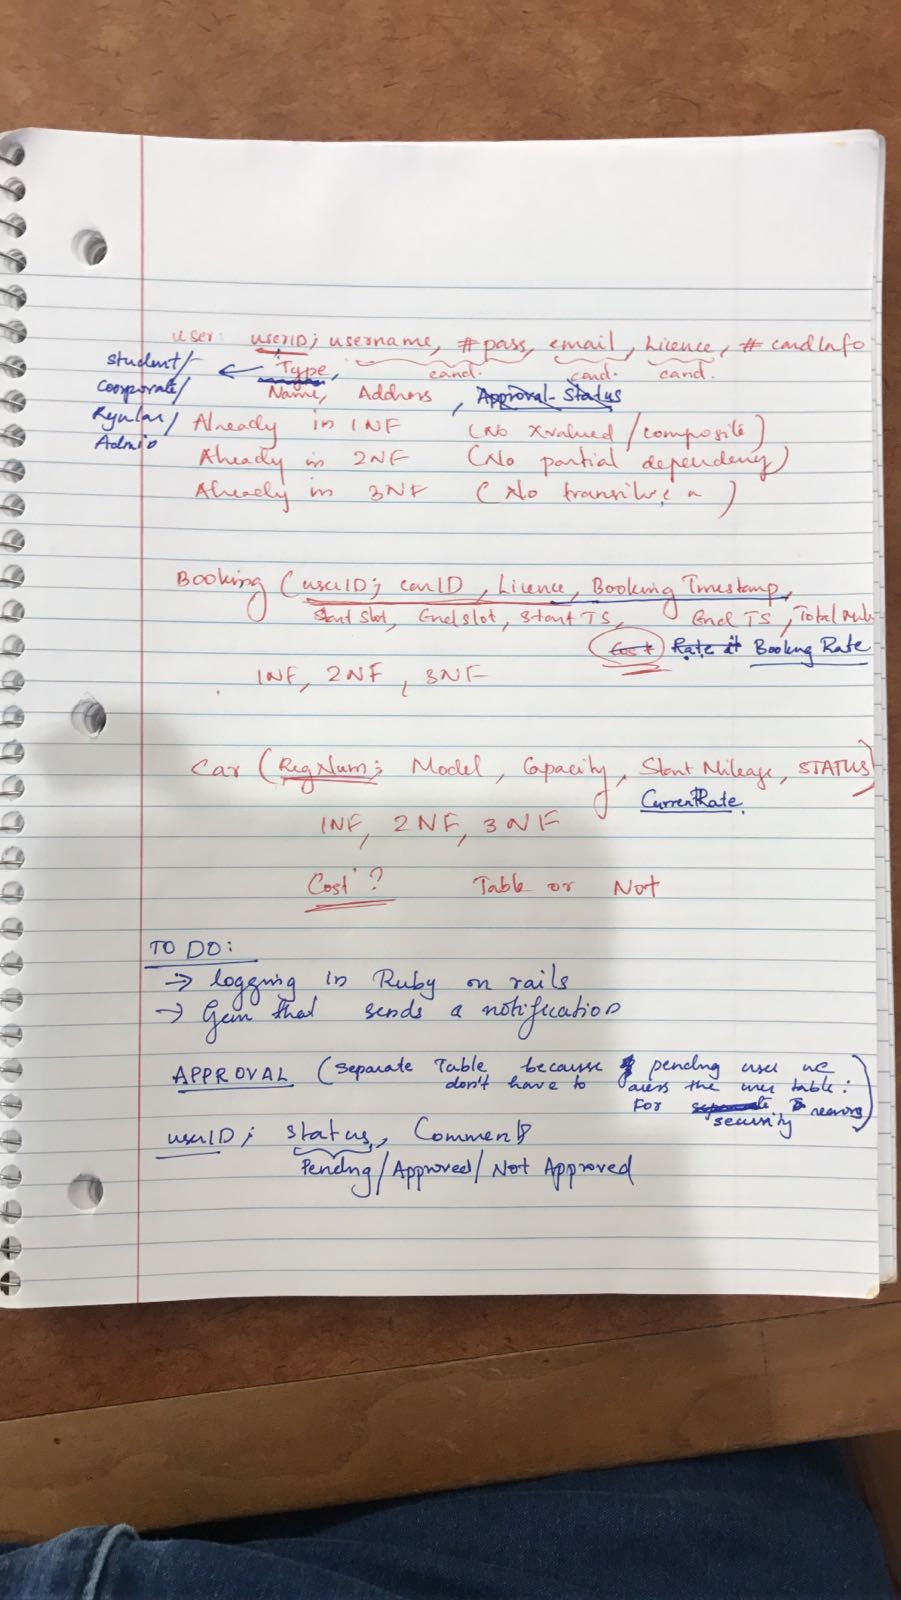 user: userID; username, #pass, email, Licence, # cardInfo
student/ ← Type, cand. cand. cand.
Coorporate/ Name, Address, Approval-Status
Regular/ Already in 1NF (No xvalued/composite)
Admin Already in 2NF (No partial dependency)
Already in 3NF (No transitive " )
Booking (userID; carID, Licence, Booking Timestamp,
Start Slot, End slot, Start TS, End TS, Total
Cost Rate Booking Rate
1NF, 2NF, 3NF
Car (RegNum; Model, Capacity, Start Mileage, STATUS)
CurrentRate.
1NF, 2NF, 3NF
Cost? Table or Not
TO DO:
→ logging in Ruby on rails
→ Gem that sends a notification
APPROVAL (separate Table because pending user we
don't have to access the user table:
For reasons
security
userID; status, Comments
Pending/Approved/Not Approved